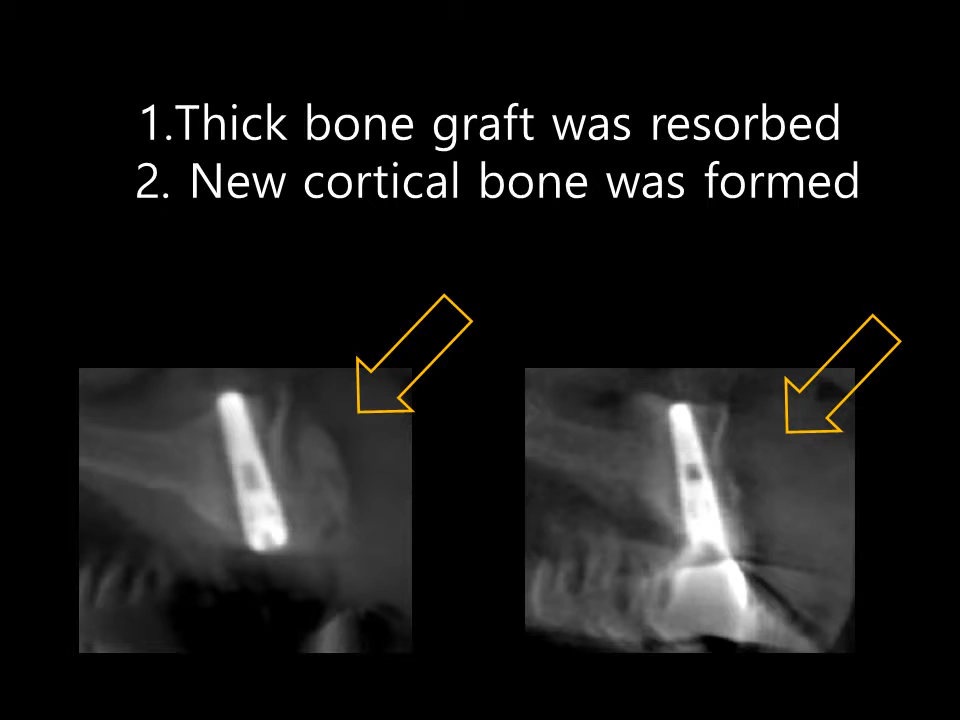 1.Thick bone graft was resorbed
2. New cortical bone was formed